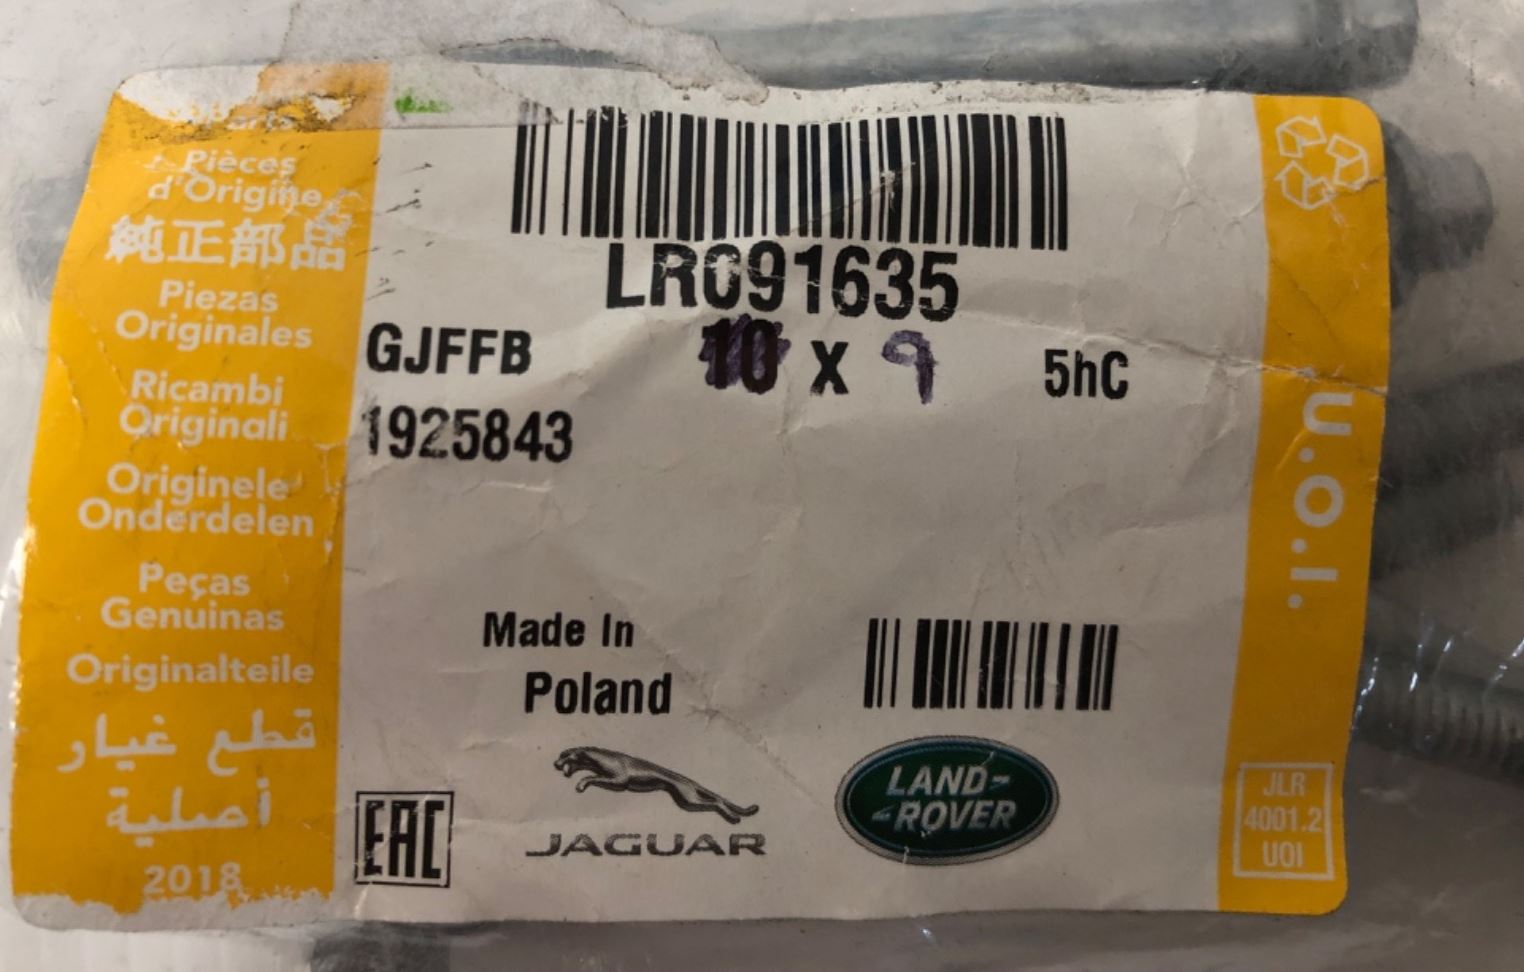 Parts
Pièces
d'Origine
純正部品
Piezas
Originales
Ricambi
Originali
Originele
Onderdelen
Peças
Genuinas
Originalteile
قطع غيار
أصلية
2018
LR091635
GJFFB 10 X 9 5hC
1925843
Made In
Poland
EAC
JAGUAR
LAND-
-ROVER
u.o.i.
JLR
4001.2
UOI